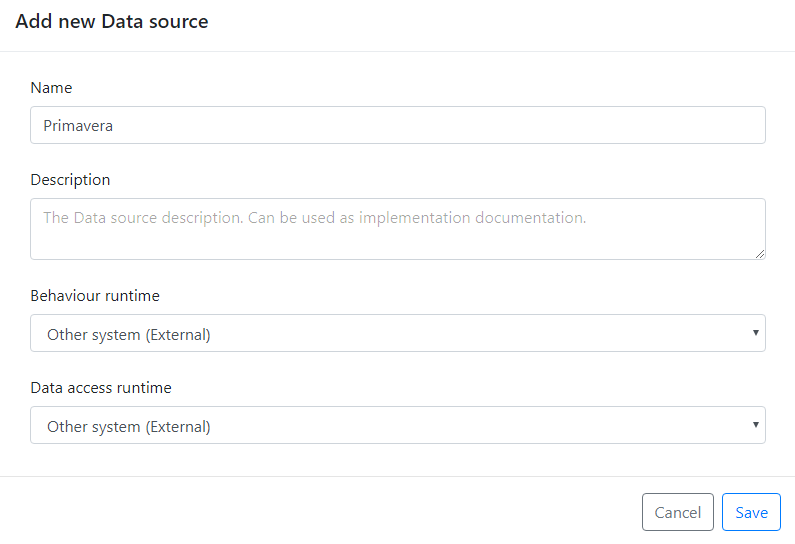 Add new Data source
Name
Primavera
Description
The Data source description. Can be used as implementation documentation.
Behaviour runtime
Other system (External)
Data access runtime
Other system (External)
Cancel Save